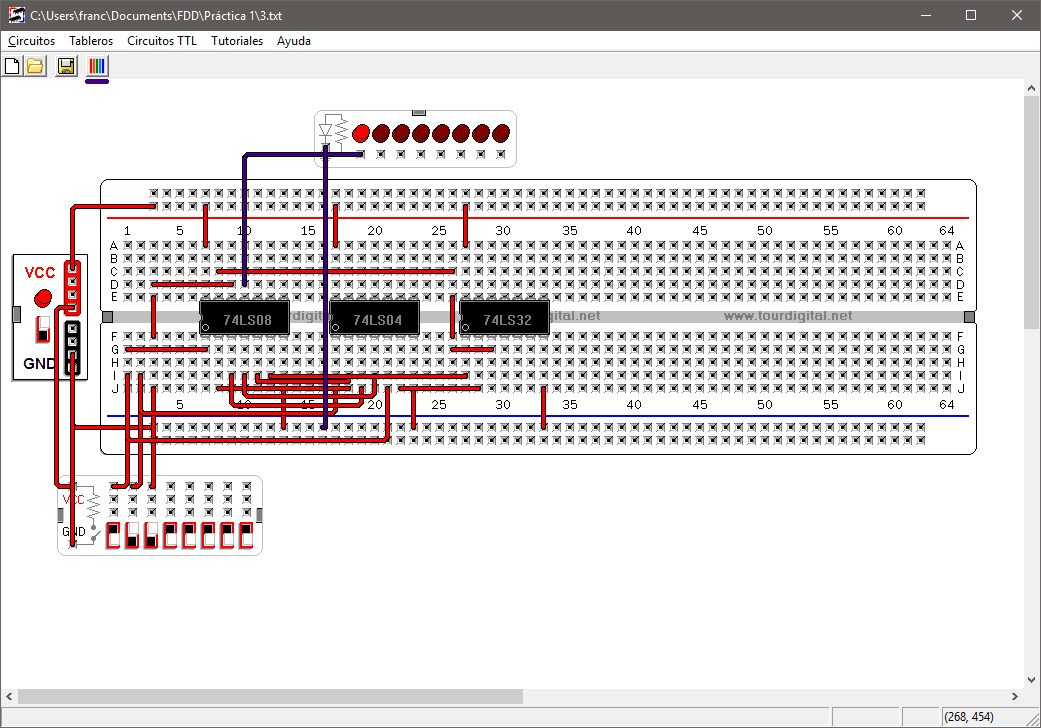 C:\Users\franc\Documents\FDD\Práctica 1\3.txt
Circuitos Tableros Circuitos TTL Tutoriales Ayuda
1 5 10 15 20 25 30 35 40 45 50 55 60 64
A A
B B
C C
D D
E E
VCC
GND
74LS08 74LS04 74LS32
www.tourdigital.net
F F
G G
H H
I I
J J
5 10 15 20 25 30 35 40 45 50 55 60 64
VCC
GND
(268, 454)